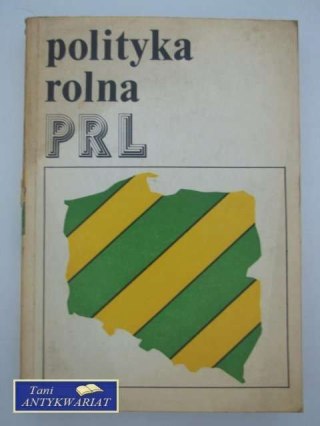 polityka
rolna
PRL
Tani
ANTYKWARIAT